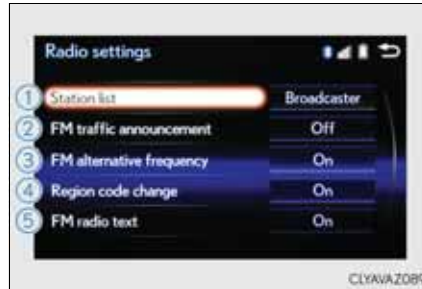 Radio settings
1 Station list Broadcaster
2 FM traffic announcement Off
3 FM alternative frequency On
4 Region code change On
5 FM radio text On
CLYAVAZ089